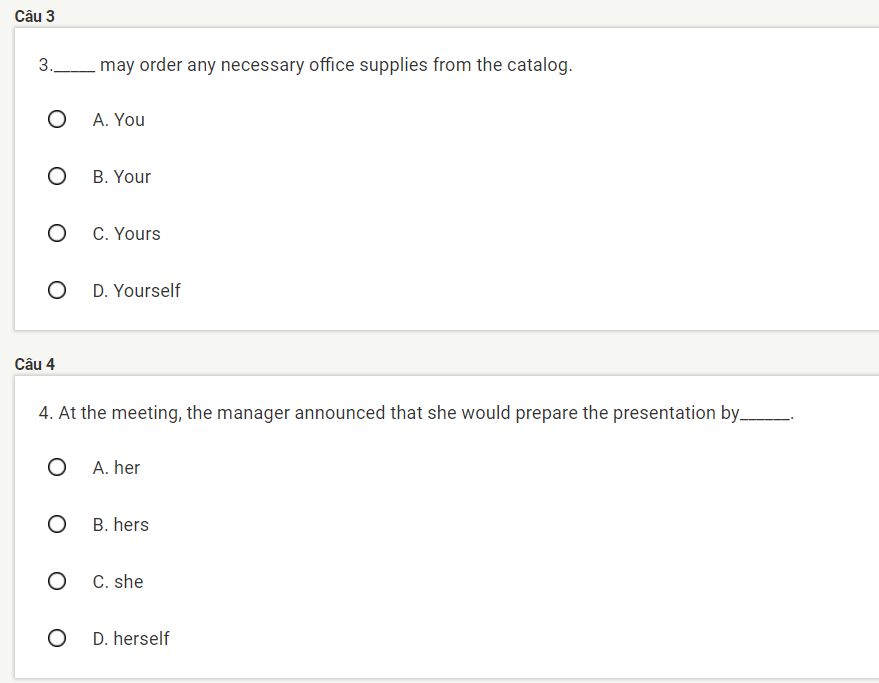 Câu 3
3._____ may order any necessary office supplies from the catalog.
A. You
B. Your
C. Yours
D. Yourself
Câu 4
4. At the meeting, the manager announced that she would prepare the presentation by______.
A. her
B. hers
C. she
D. herself